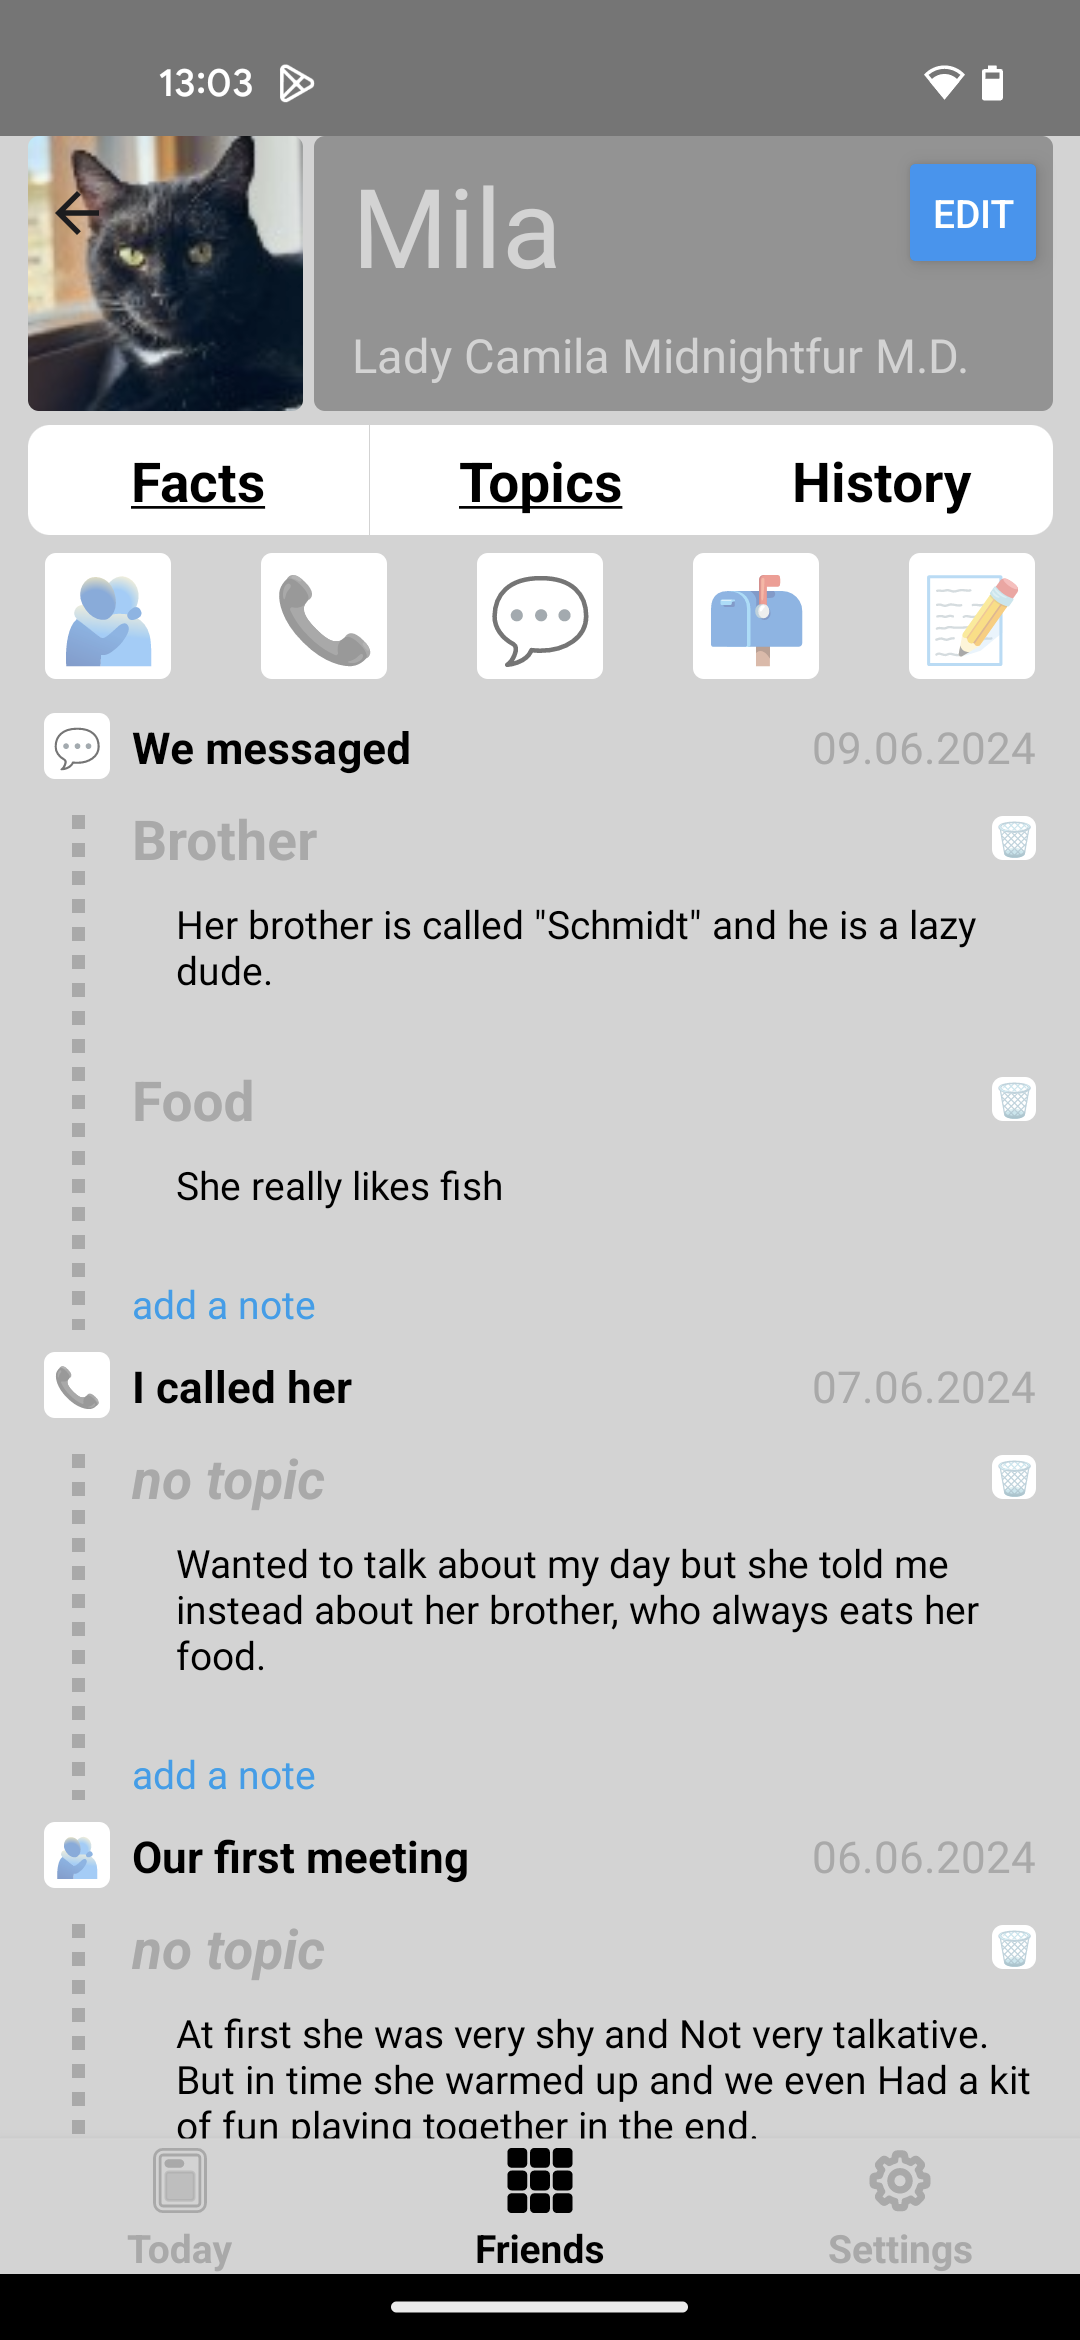 13:03
Mila
EDIT
Lady Camila Midnightfur M.D.
Facts
Topics
History
We messaged
09.06.2024
Brother
Her brother is called "Schmidt" and he is a lazy
dude.
Food
She really likes fish
add a note
I called her
07.06.2024
no topic
Wanted to talk about my day but she told me
instead about her brother, who always eats her
food.
add a note
Our first meeting
06.06.2024
no topic
At first she was very shy and Not very talkative.
But in time she warmed up and we even Had a kit
of fun playing together in the end.
Today
Friends
Settings